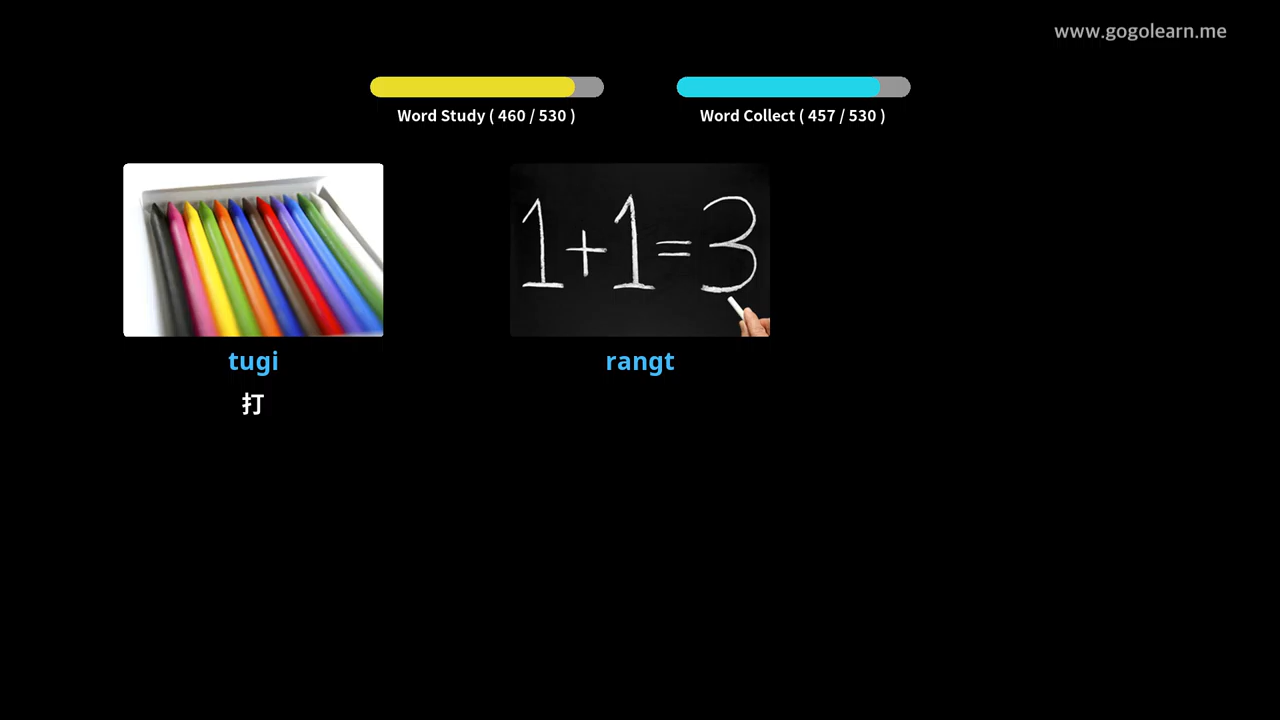 www.gogolearn.me
Word Study ( 460 / 530 )
Word Collect ( 457 / 530 )
1+1=3
tugi
rangt
打